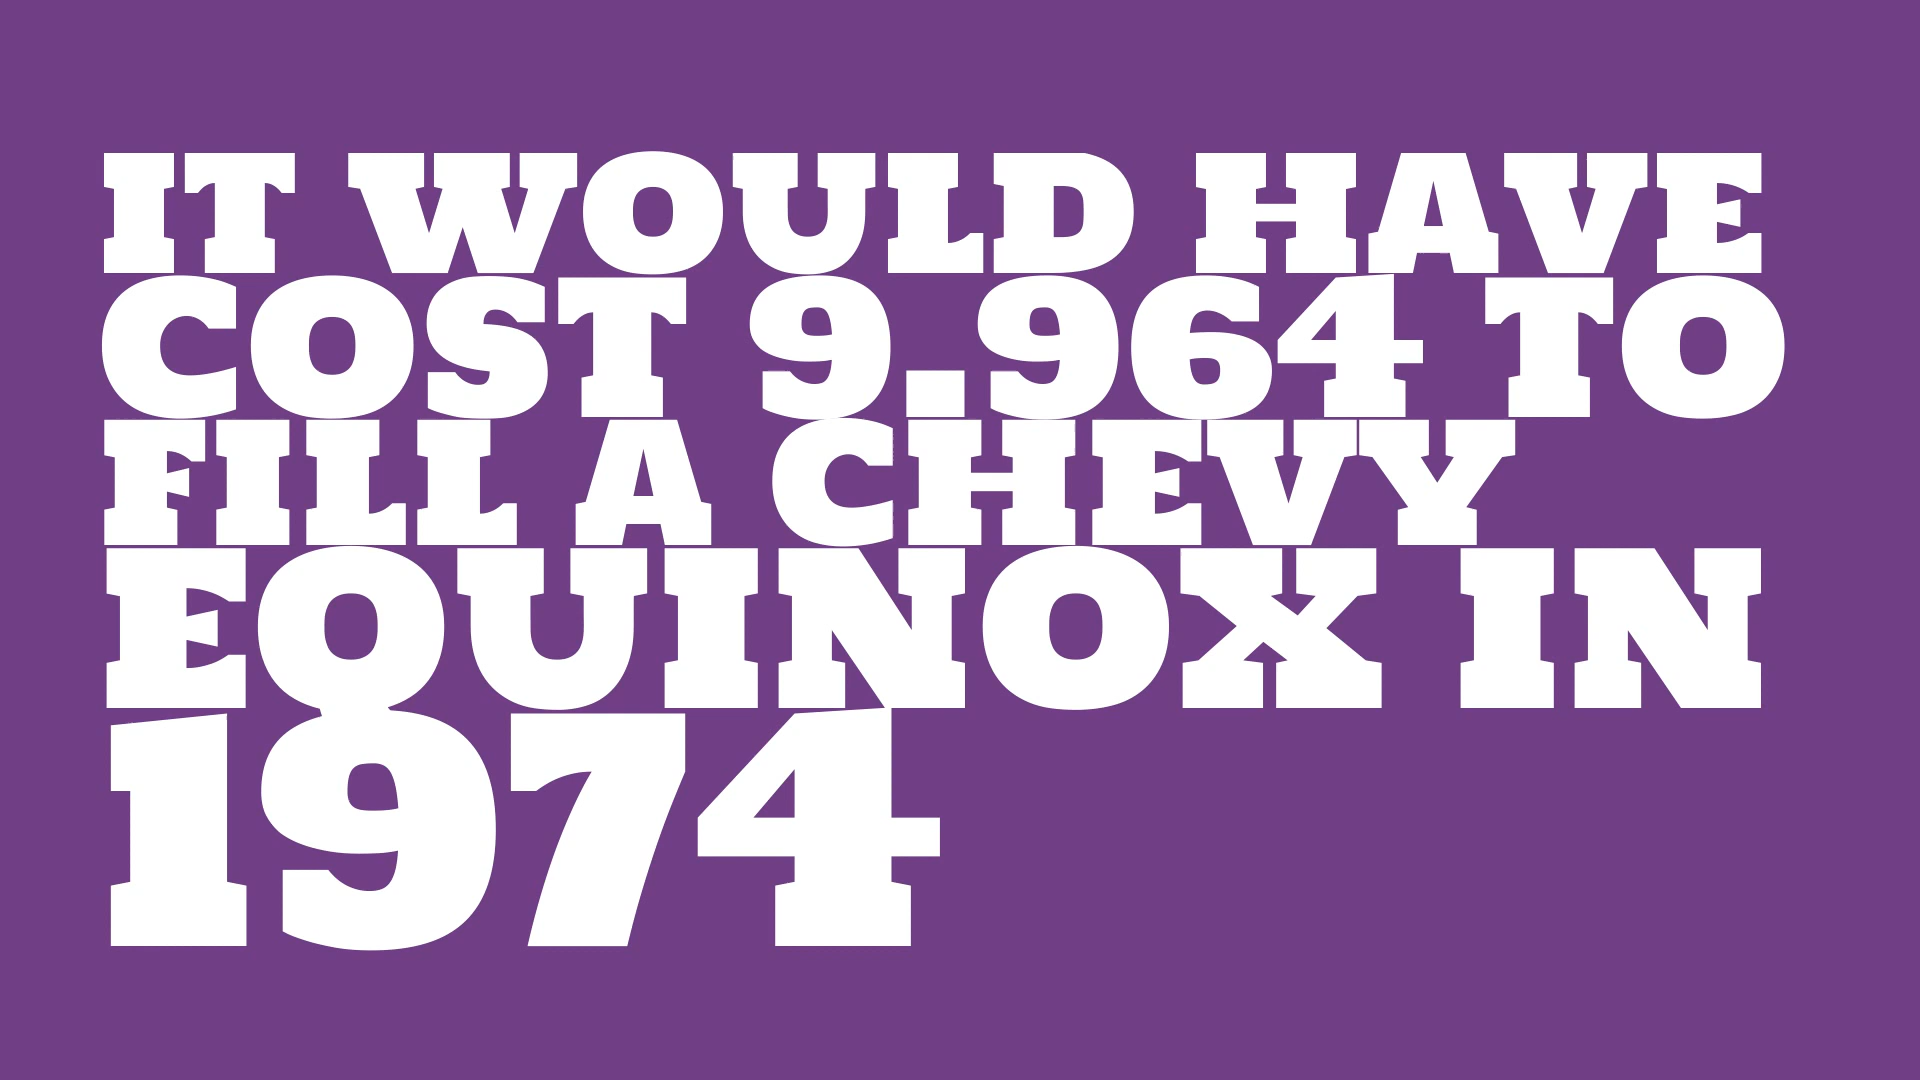 IT WOULD HAVE
COST 9.964 TO
FILL A CHEVY
EQUINOX IN
1974